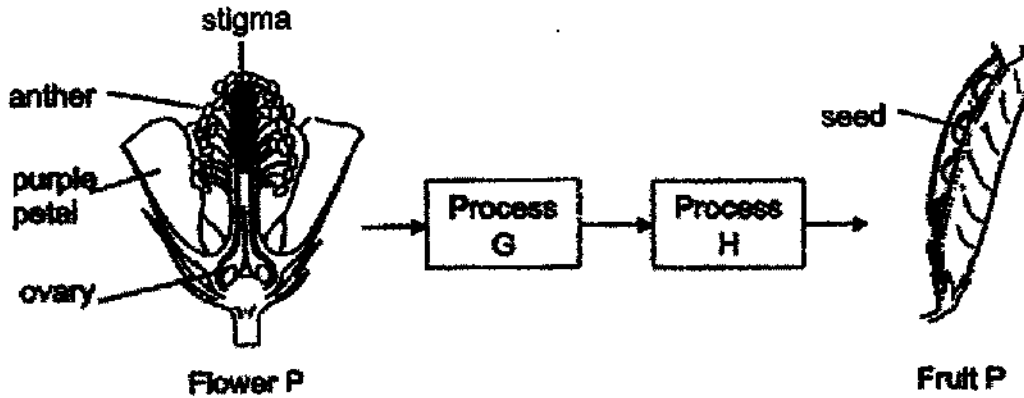 stigma
anther
purple
petal
ovary
Flower P
Process
G
Process
H
seed
Fruit P